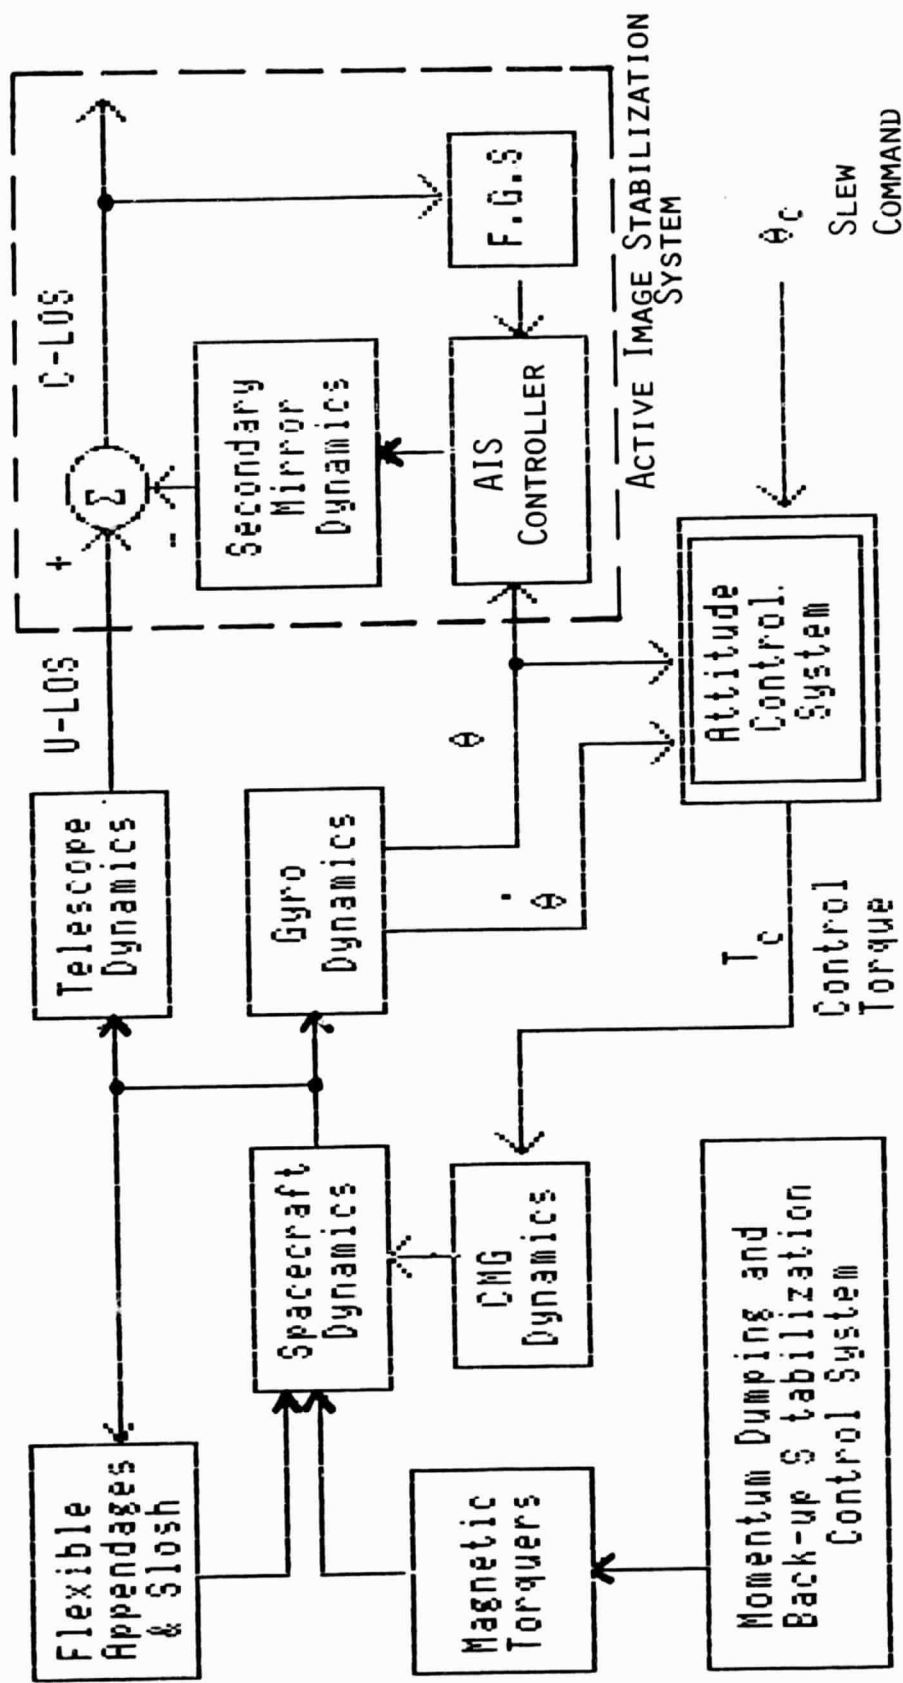 Flexible
Appendages
& Slosh
Telescope
Dynamics
U-LOS
+
Σ
-
C-LOS
Spacecraft
Dynamics
Gyro
Dynamics
Secondary
Mirror
Dynamics
θ
θ̇
Magnetic
Torquers
CMG
Dynamics
AIS
CONTROLLER
F.G.S
ACTIVE IMAGE STABILIZATION
SYSTEM
Momentum Dumping and
Back-up S tabilization
Control System
Tc
Control
Torque
Attitude
Control.
System
θc
SLEW
COMMAND